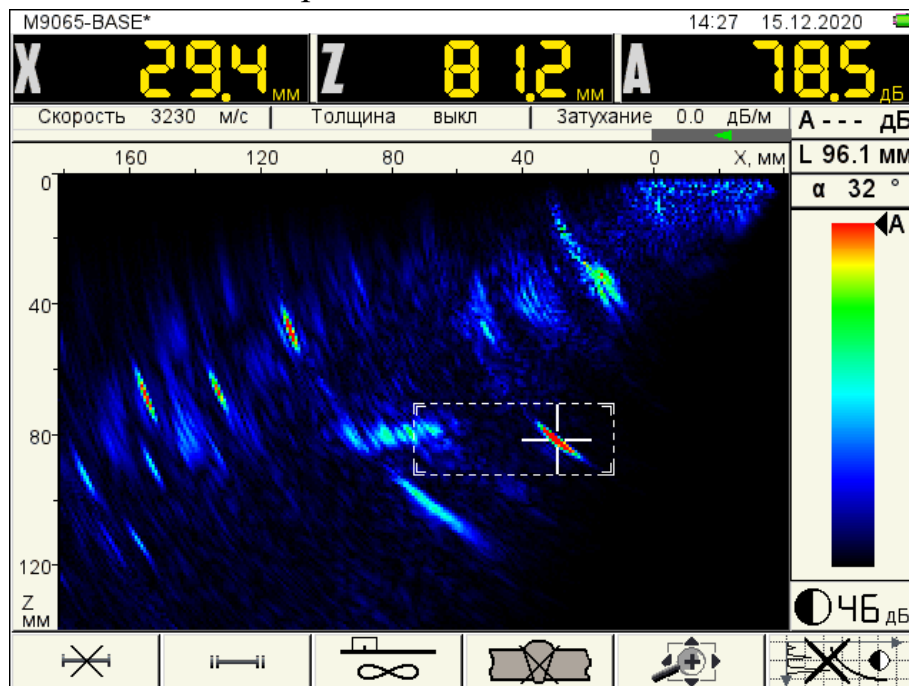 M9065-BASE* 14:27 15.12.2020
X 29.4 мм Z 81.2 мм A 78.5 дБ
Скорость 3230 м/с Толщина выкл Затухание 0.0 дБ/м A - - - дБ
160 120 80 40 0 X, мм L 96.1 мм
0 α 32 °
A
40
80
120
Z
мм
46 дБ